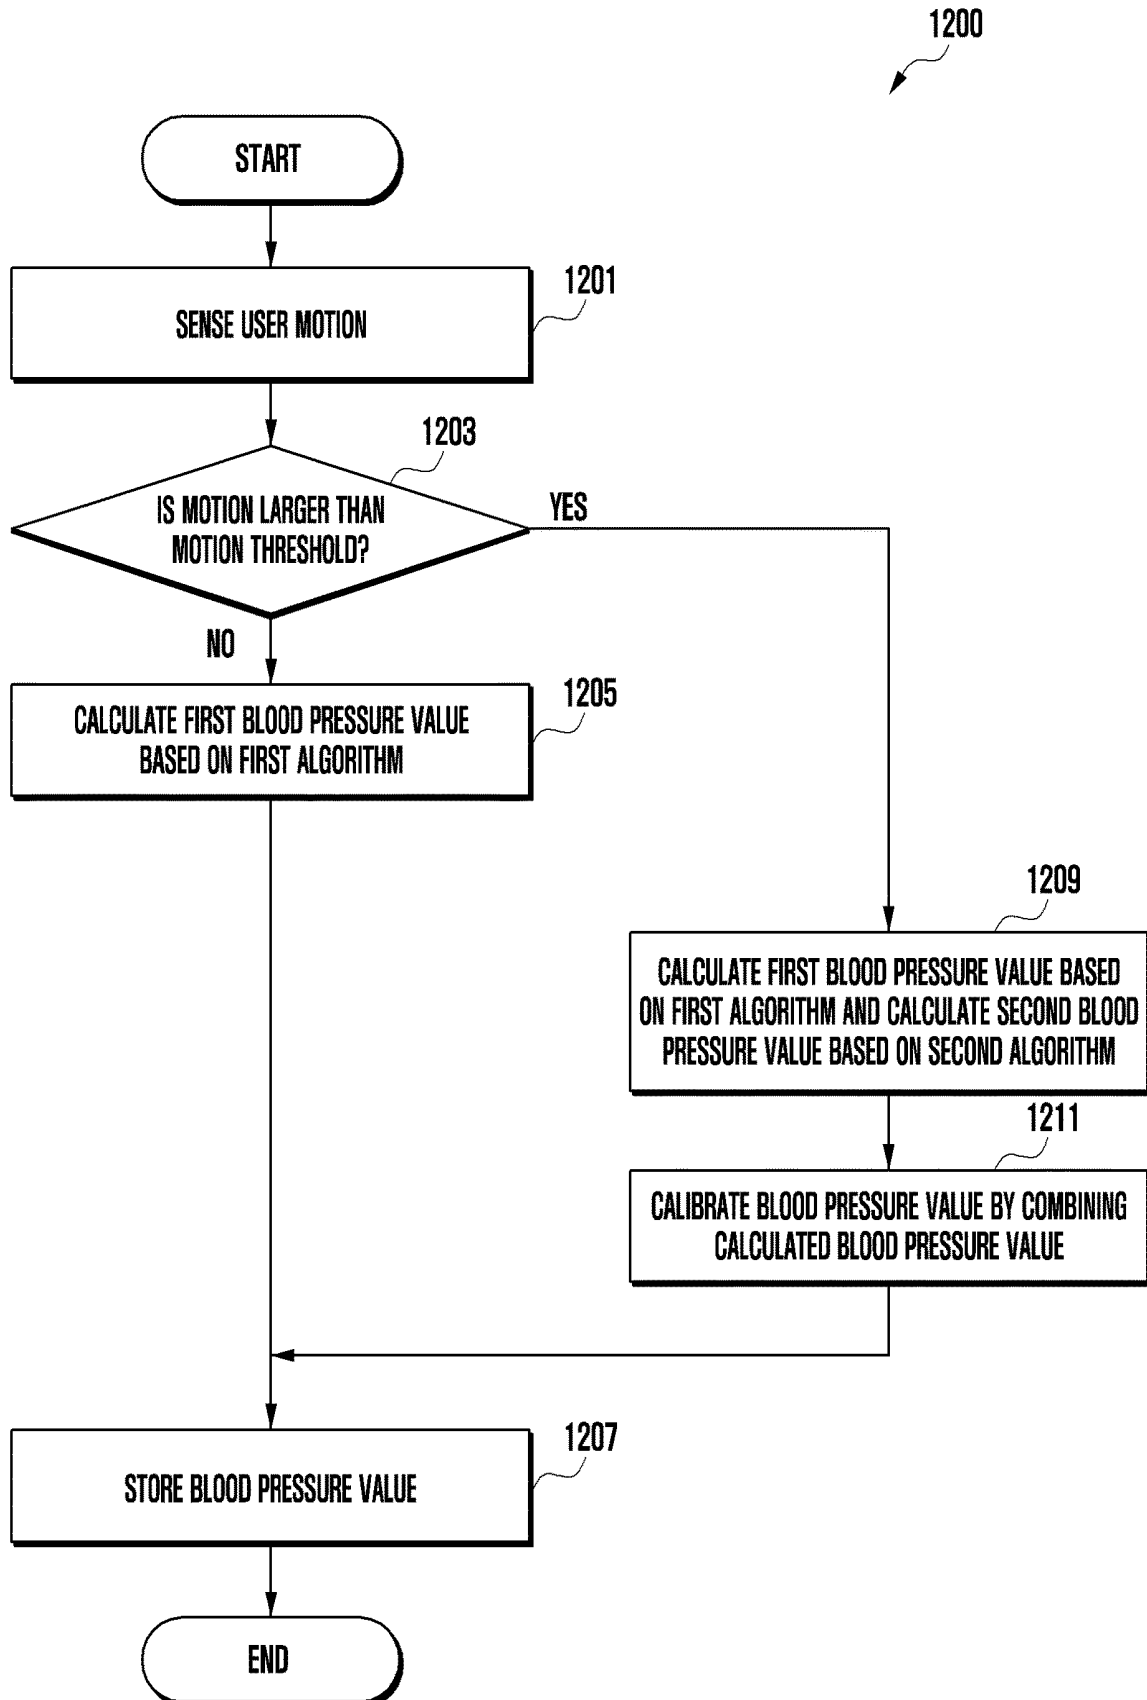 1200
START
1201
SENSE USER MOTION
1203
IS MOTION LARGER THAN
MOTION THRESHOLD?
YES
NO
1205
CALCULATE FIRST BLOOD PRESSURE VALUE
BASED ON FIRST ALGORITHM
1209
CALCULATE FIRST BLOOD PRESSURE VALUE BASED
ON FIRST ALGORITHM AND CALCULATE SECOND BLOOD
PRESSURE VALUE BASED ON SECOND ALGORITHM
1211
CALIBRATE BLOOD PRESSURE VALUE BY COMBINING
CALCULATED BLOOD PRESSURE VALUE
1207
STORE BLOOD PRESSURE VALUE
END